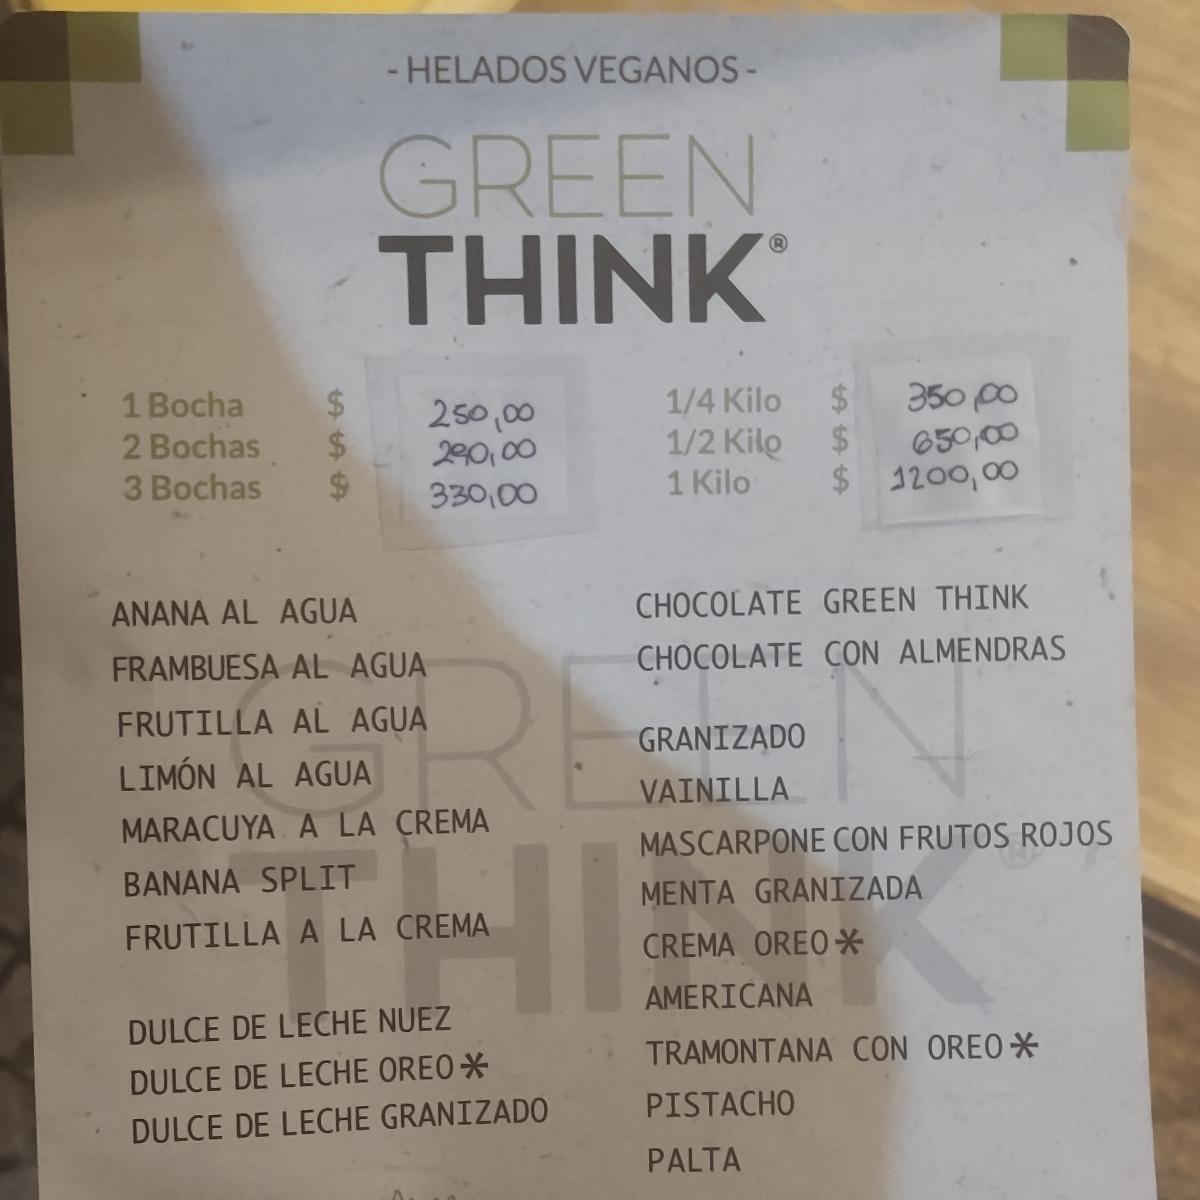 - HELADOS VEGANOS -
GREEN
THINK®
1 Bocha $ 250,00
2 Bochas $ 290,00
3 Bochas $ 330,00
1/4 Kilo $ 350,00
1/2 Kilo $ 650,00
1 Kilo $ 1200,00
ANANA AL AGUA
FRAMBUESA AL AGUA
FRUTILLA AL AGUA
LIMÓN AL AGUA
MARACUYA A LA CREMA
BANANA SPLIT
FRUTILLA A LA CREMA
DULCE DE LECHE NUEZ
DULCE DE LECHE OREO*
DULCE DE LECHE GRANIZADO
CHOCOLATE GREEN THINK
CHOCOLATE CON ALMENDRAS
GRANIZADO
VAINILLA
MASCARPONE CON FRUTOS ROJOS
MENTA GRANIZADA
CREMA OREO*
AMERICANA
TRAMONTANA CON OREO*
PISTACHO
PALTA
GREEN
THINK®